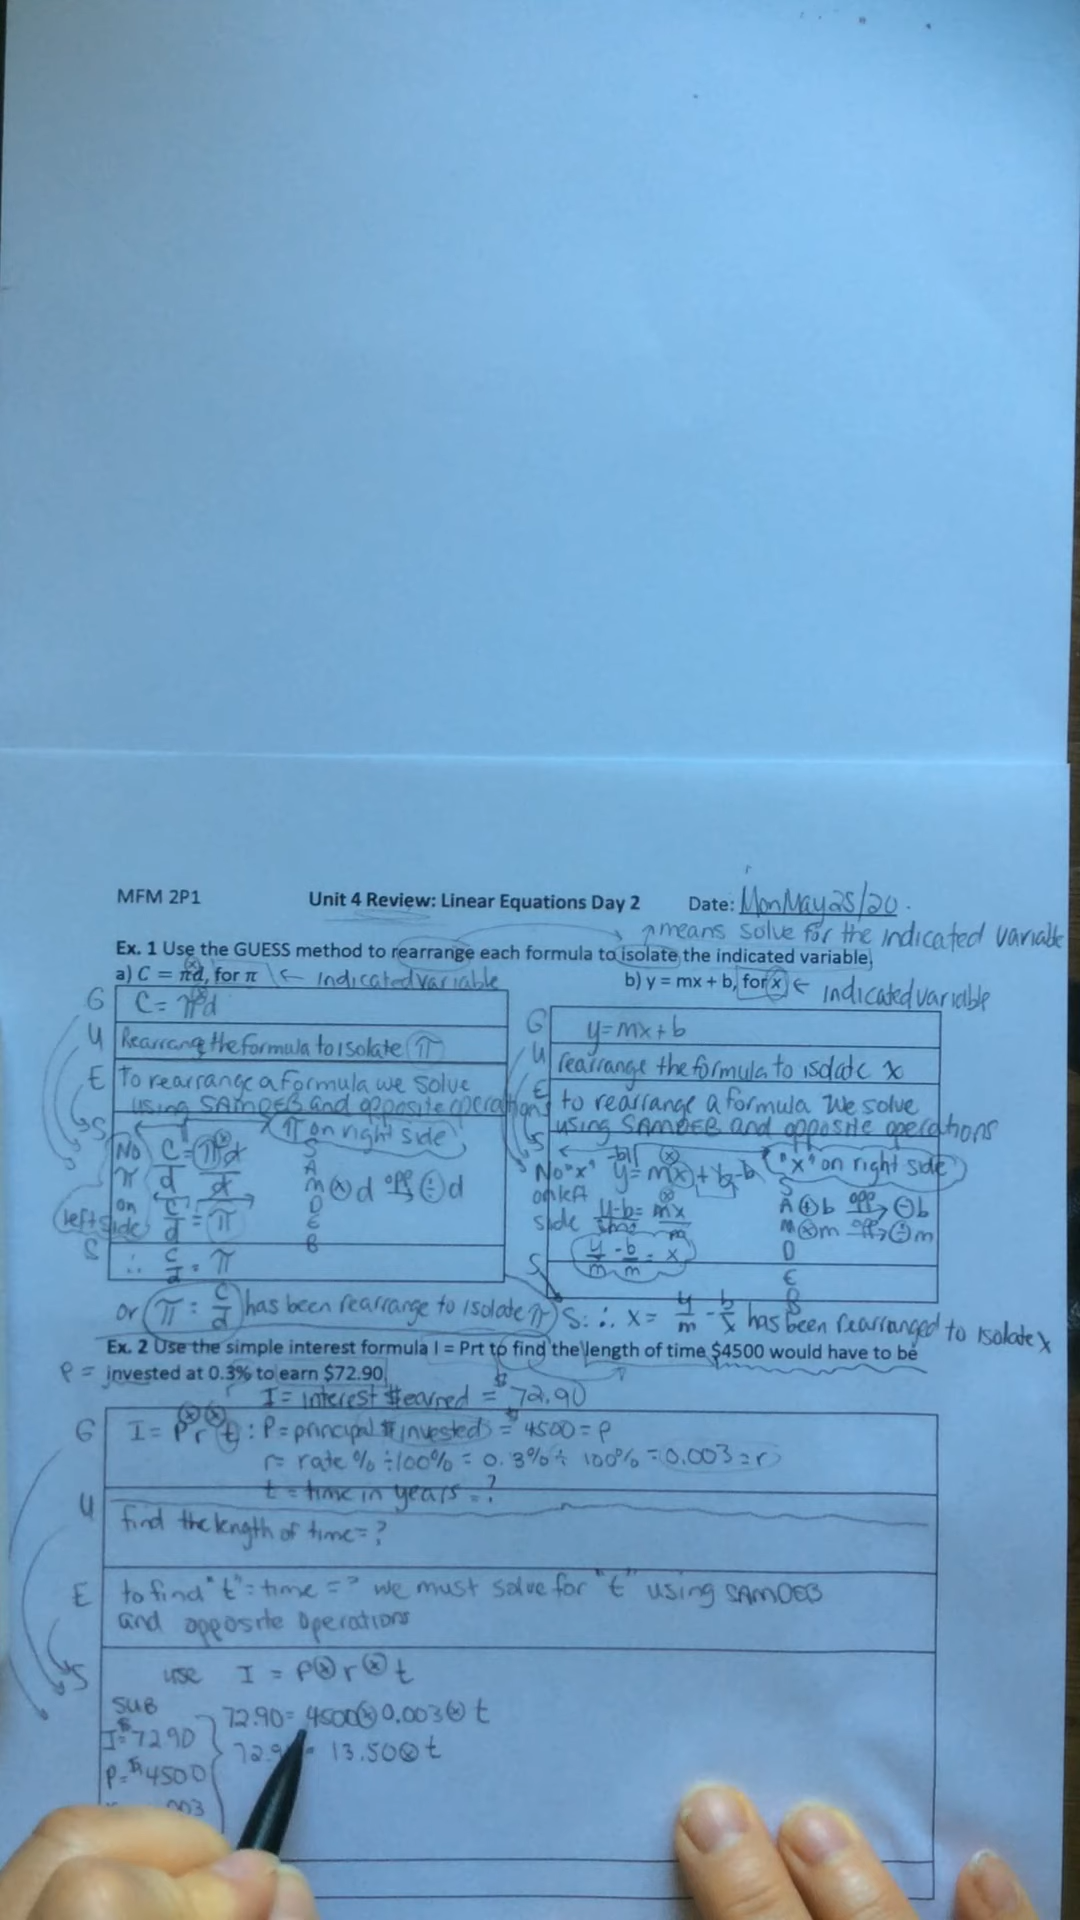 MFM 2P1 Unit 4 Review: Linear Equations Day 2 Date: Mon May 25/20.
means solve for the indicated variable
Ex. 1 Use the GUESS method to rearrange each formula to isolate the indicated variable.
a) C = πd, for π ← Indicated variable
G C = π⊗d
U Rearrange the formula to isolate π
E To rearrange a formula we solve
using SAMDEB and opposite operations
S π on right side
No π on left side
C/d = π⊗d/d
C/d = π
S
A
M ⊗d opp ÷d
D
E
B
S ∴ C/d = π
or π = C/d has been rearrange to isolate π
b) y = mx + b, for x ← Indicated variable
G y=mx+b
U rearrange the formula to isolate x
E to rearrange a formula we solve
using SAMDEB and opposite operations
S "x" on right side
No "x" on left side
-b y = mx + b - b
y-b = mx
y/m - b/m = x
S
A ⊕b opp → ⊖b
M ⊗m opp → ÷m
D
E
B
S: ∴ x = y/m - b/x has been rearranged to isolate x
Ex. 2 Use the simple interest formula I = Prt to find the length of time $4500 would have to be
P = invested at 0.3% to earn $72.90
I = interest $ earned = $72.90
G I = P⊗r⊗t : P = principal $ (invested) = $4500 = P
r = rate % ÷ 100% = 0.3% ÷ 100% = 0.003 = r
t = time in years = ?
U find the length of time = ?
E to find "t" = time = ? we must solve for "t" using SAMDEB
and opposite operations
S use I = P⊗r⊗t
SUB
I = $72.90
P = $4500
003
72.90 = 4500⊗0.003⊗t
72.9 = 13.50⊗t